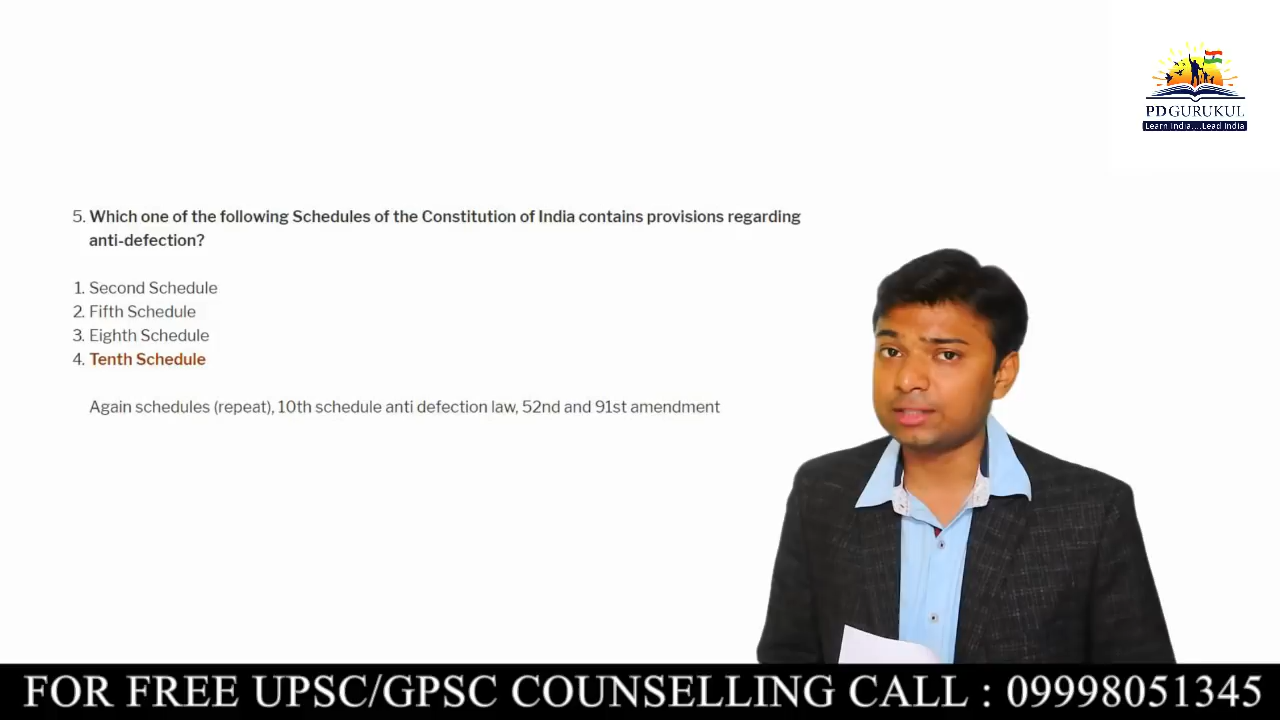 PDGURUKUL
Learn India....Lead India
5. Which one of the following Schedules of the Constitution of India contains provisions regarding
anti-defection?
1. Second Schedule
2. Fifth Schedule
3. Eighth Schedule
4. Tenth Schedule
Again schedules (repeat), 10th schedule anti defection law, 52nd and 91st amendment
FOR FREE UPSC/GPSC COUNSELLING CALL : 09998051345